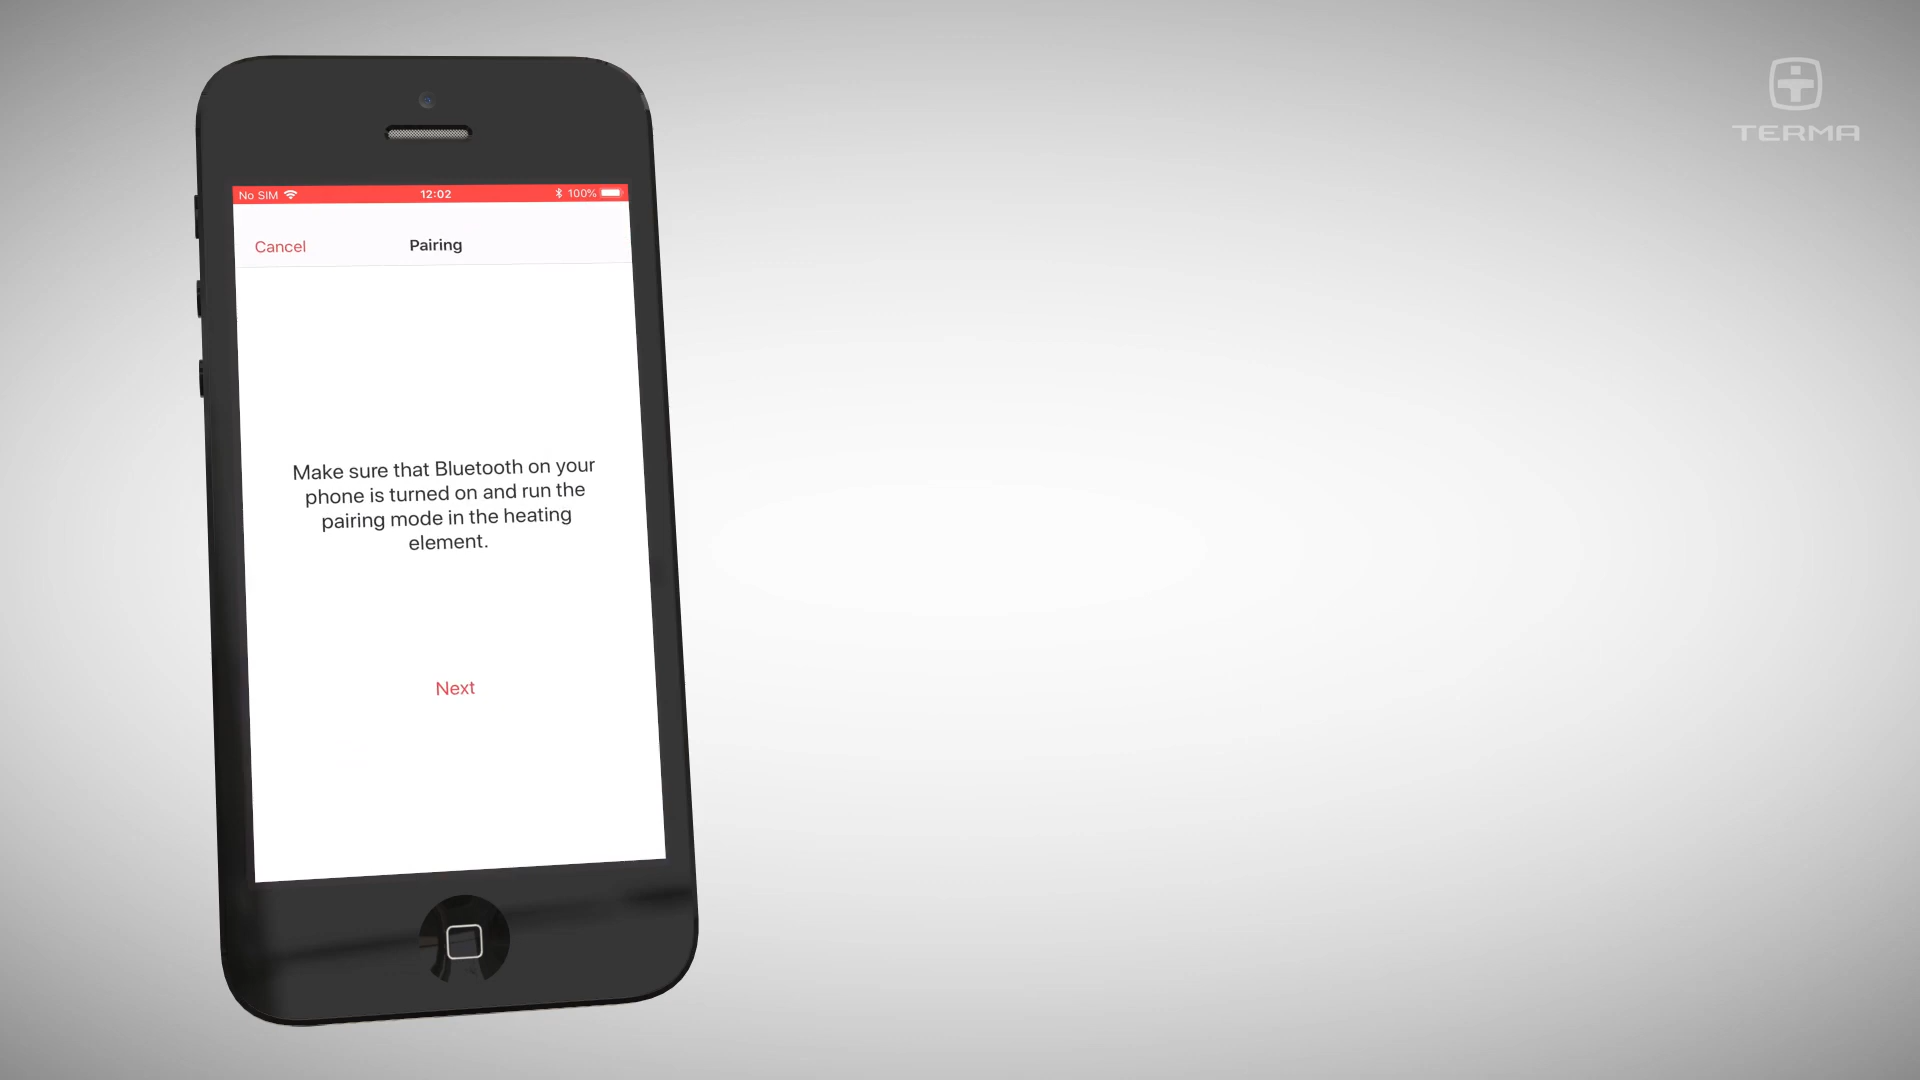 TERMA
No SIM 12:02 100%
Cancel Pairing
Make sure that Bluetooth on your
phone is turned on and run the
pairing mode in the heating
element.
Next